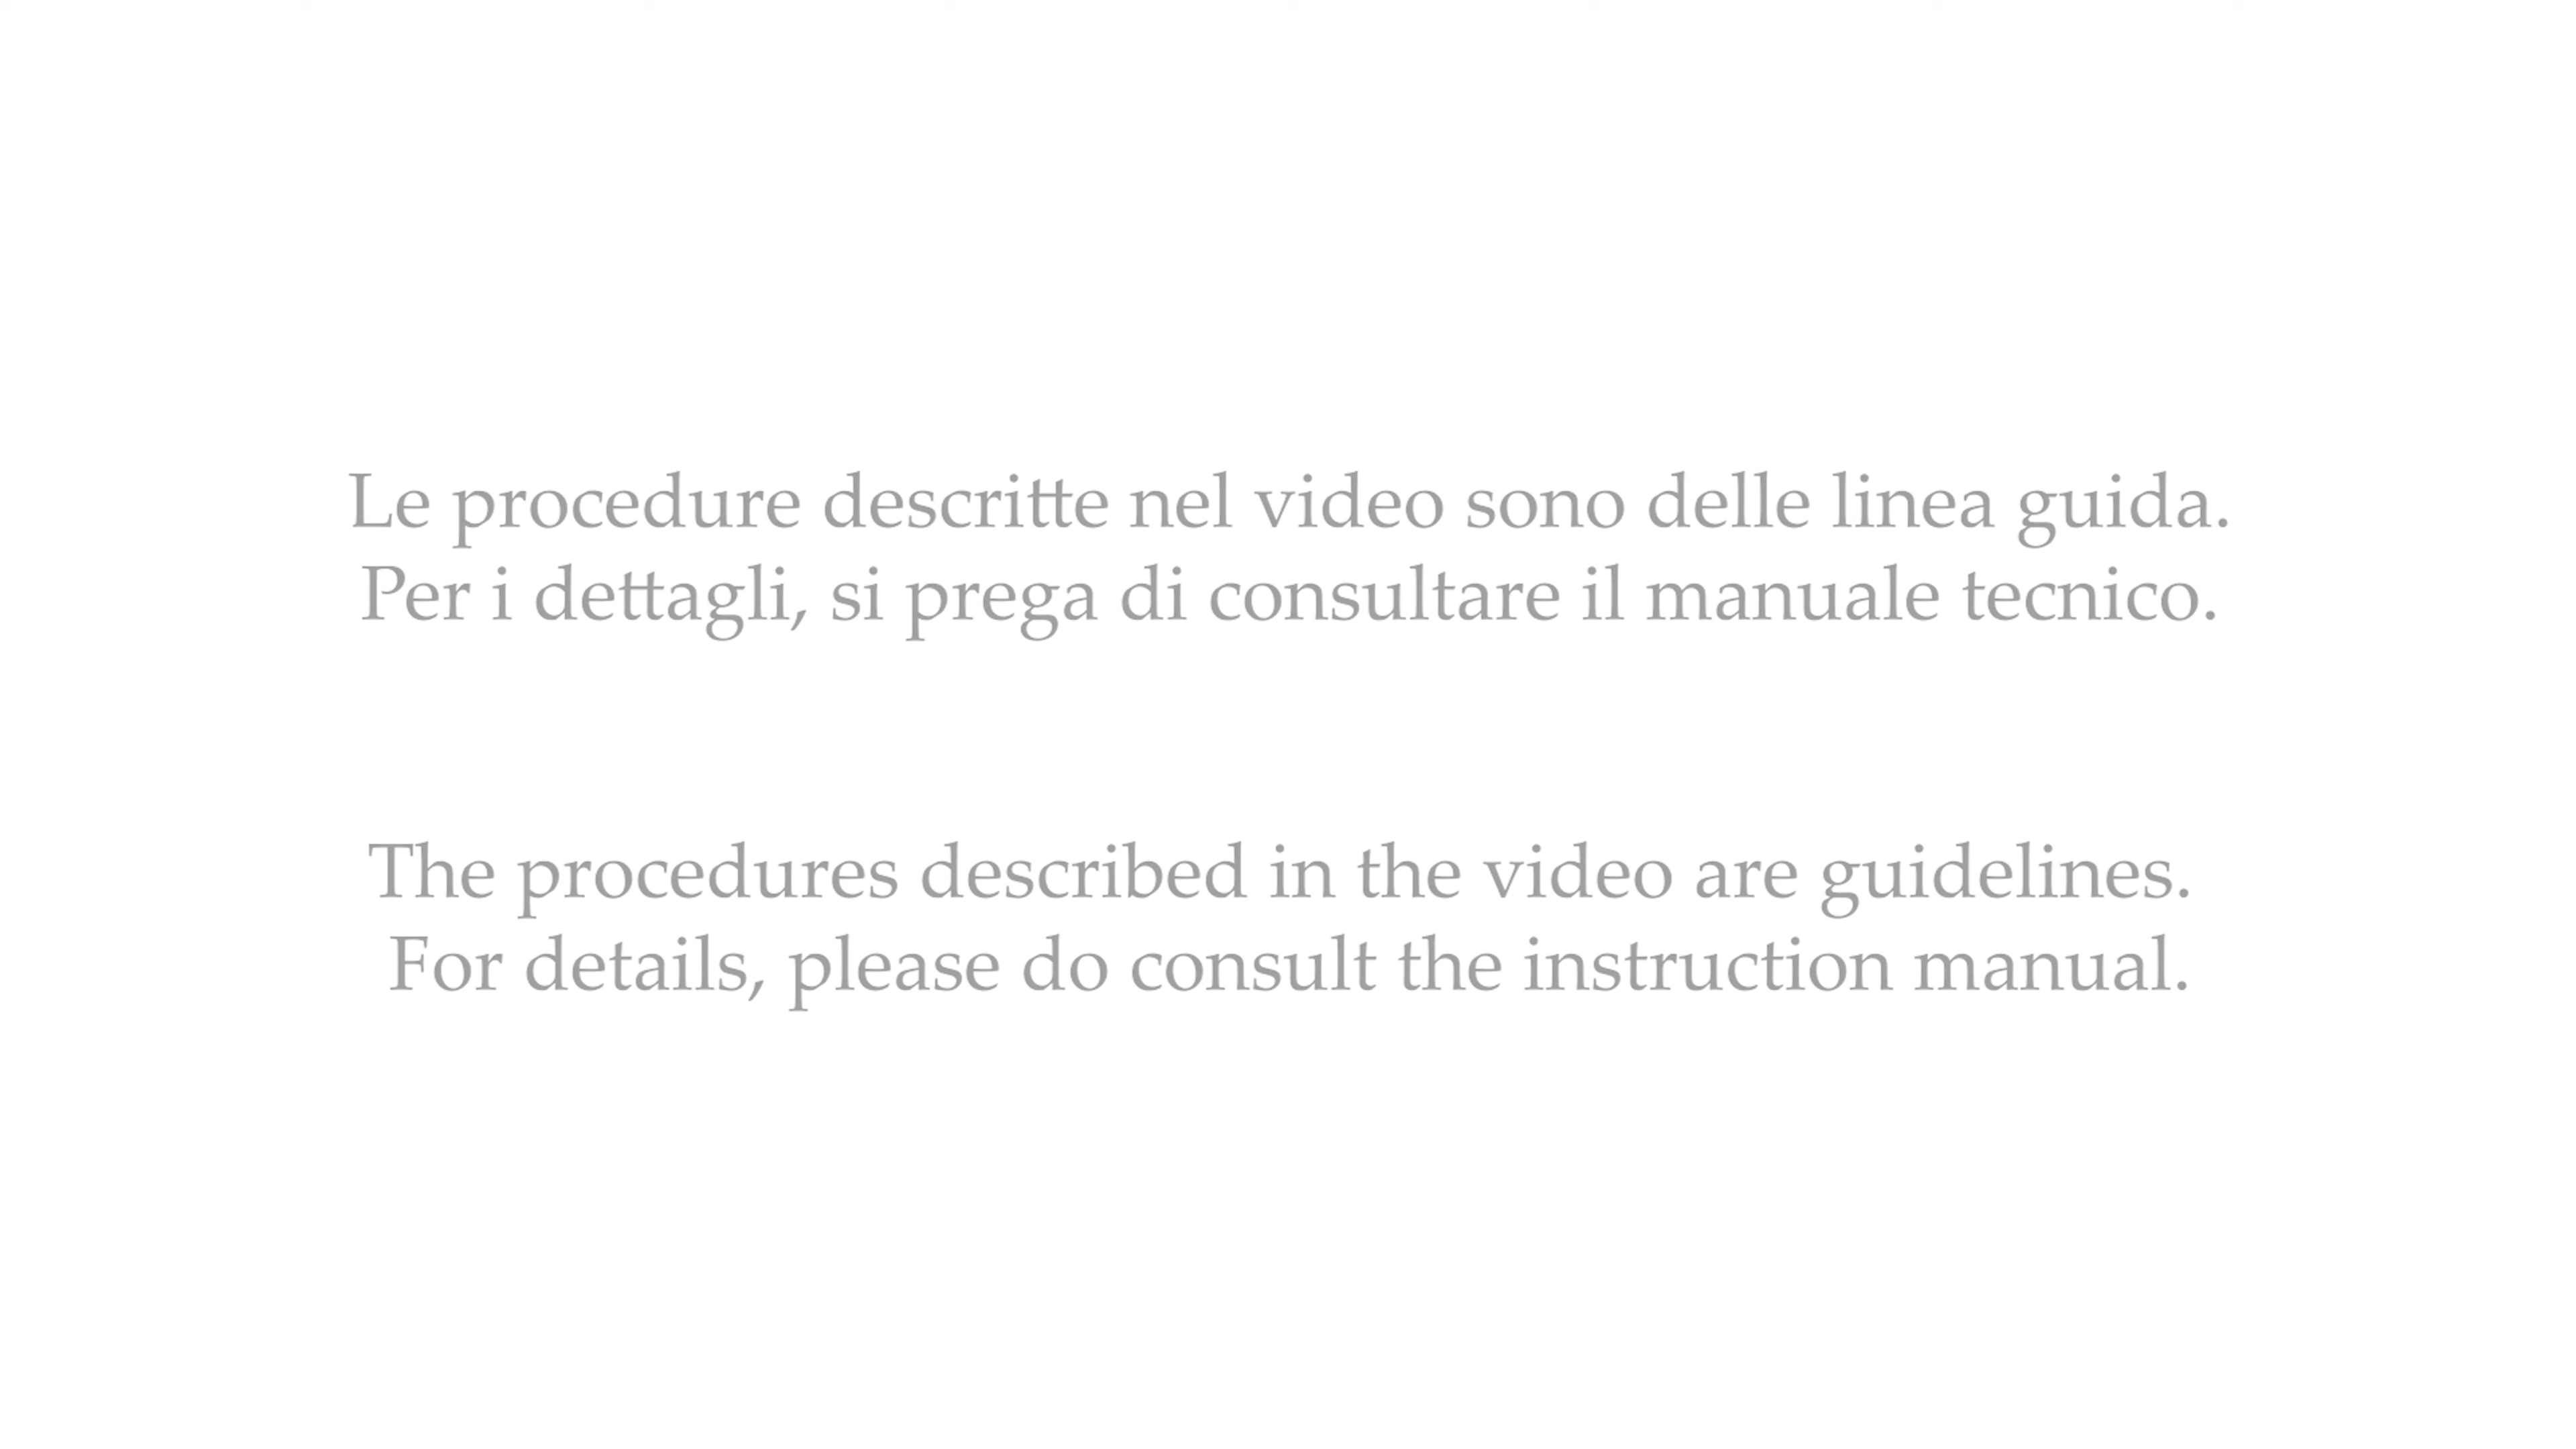 Le procedure descritte nel video sono delle linea guida.
Per i dettagli, si prega di consultare il manuale tecnico.
The procedures described in the video are guidelines.
For details, please do consult the instruction manual.